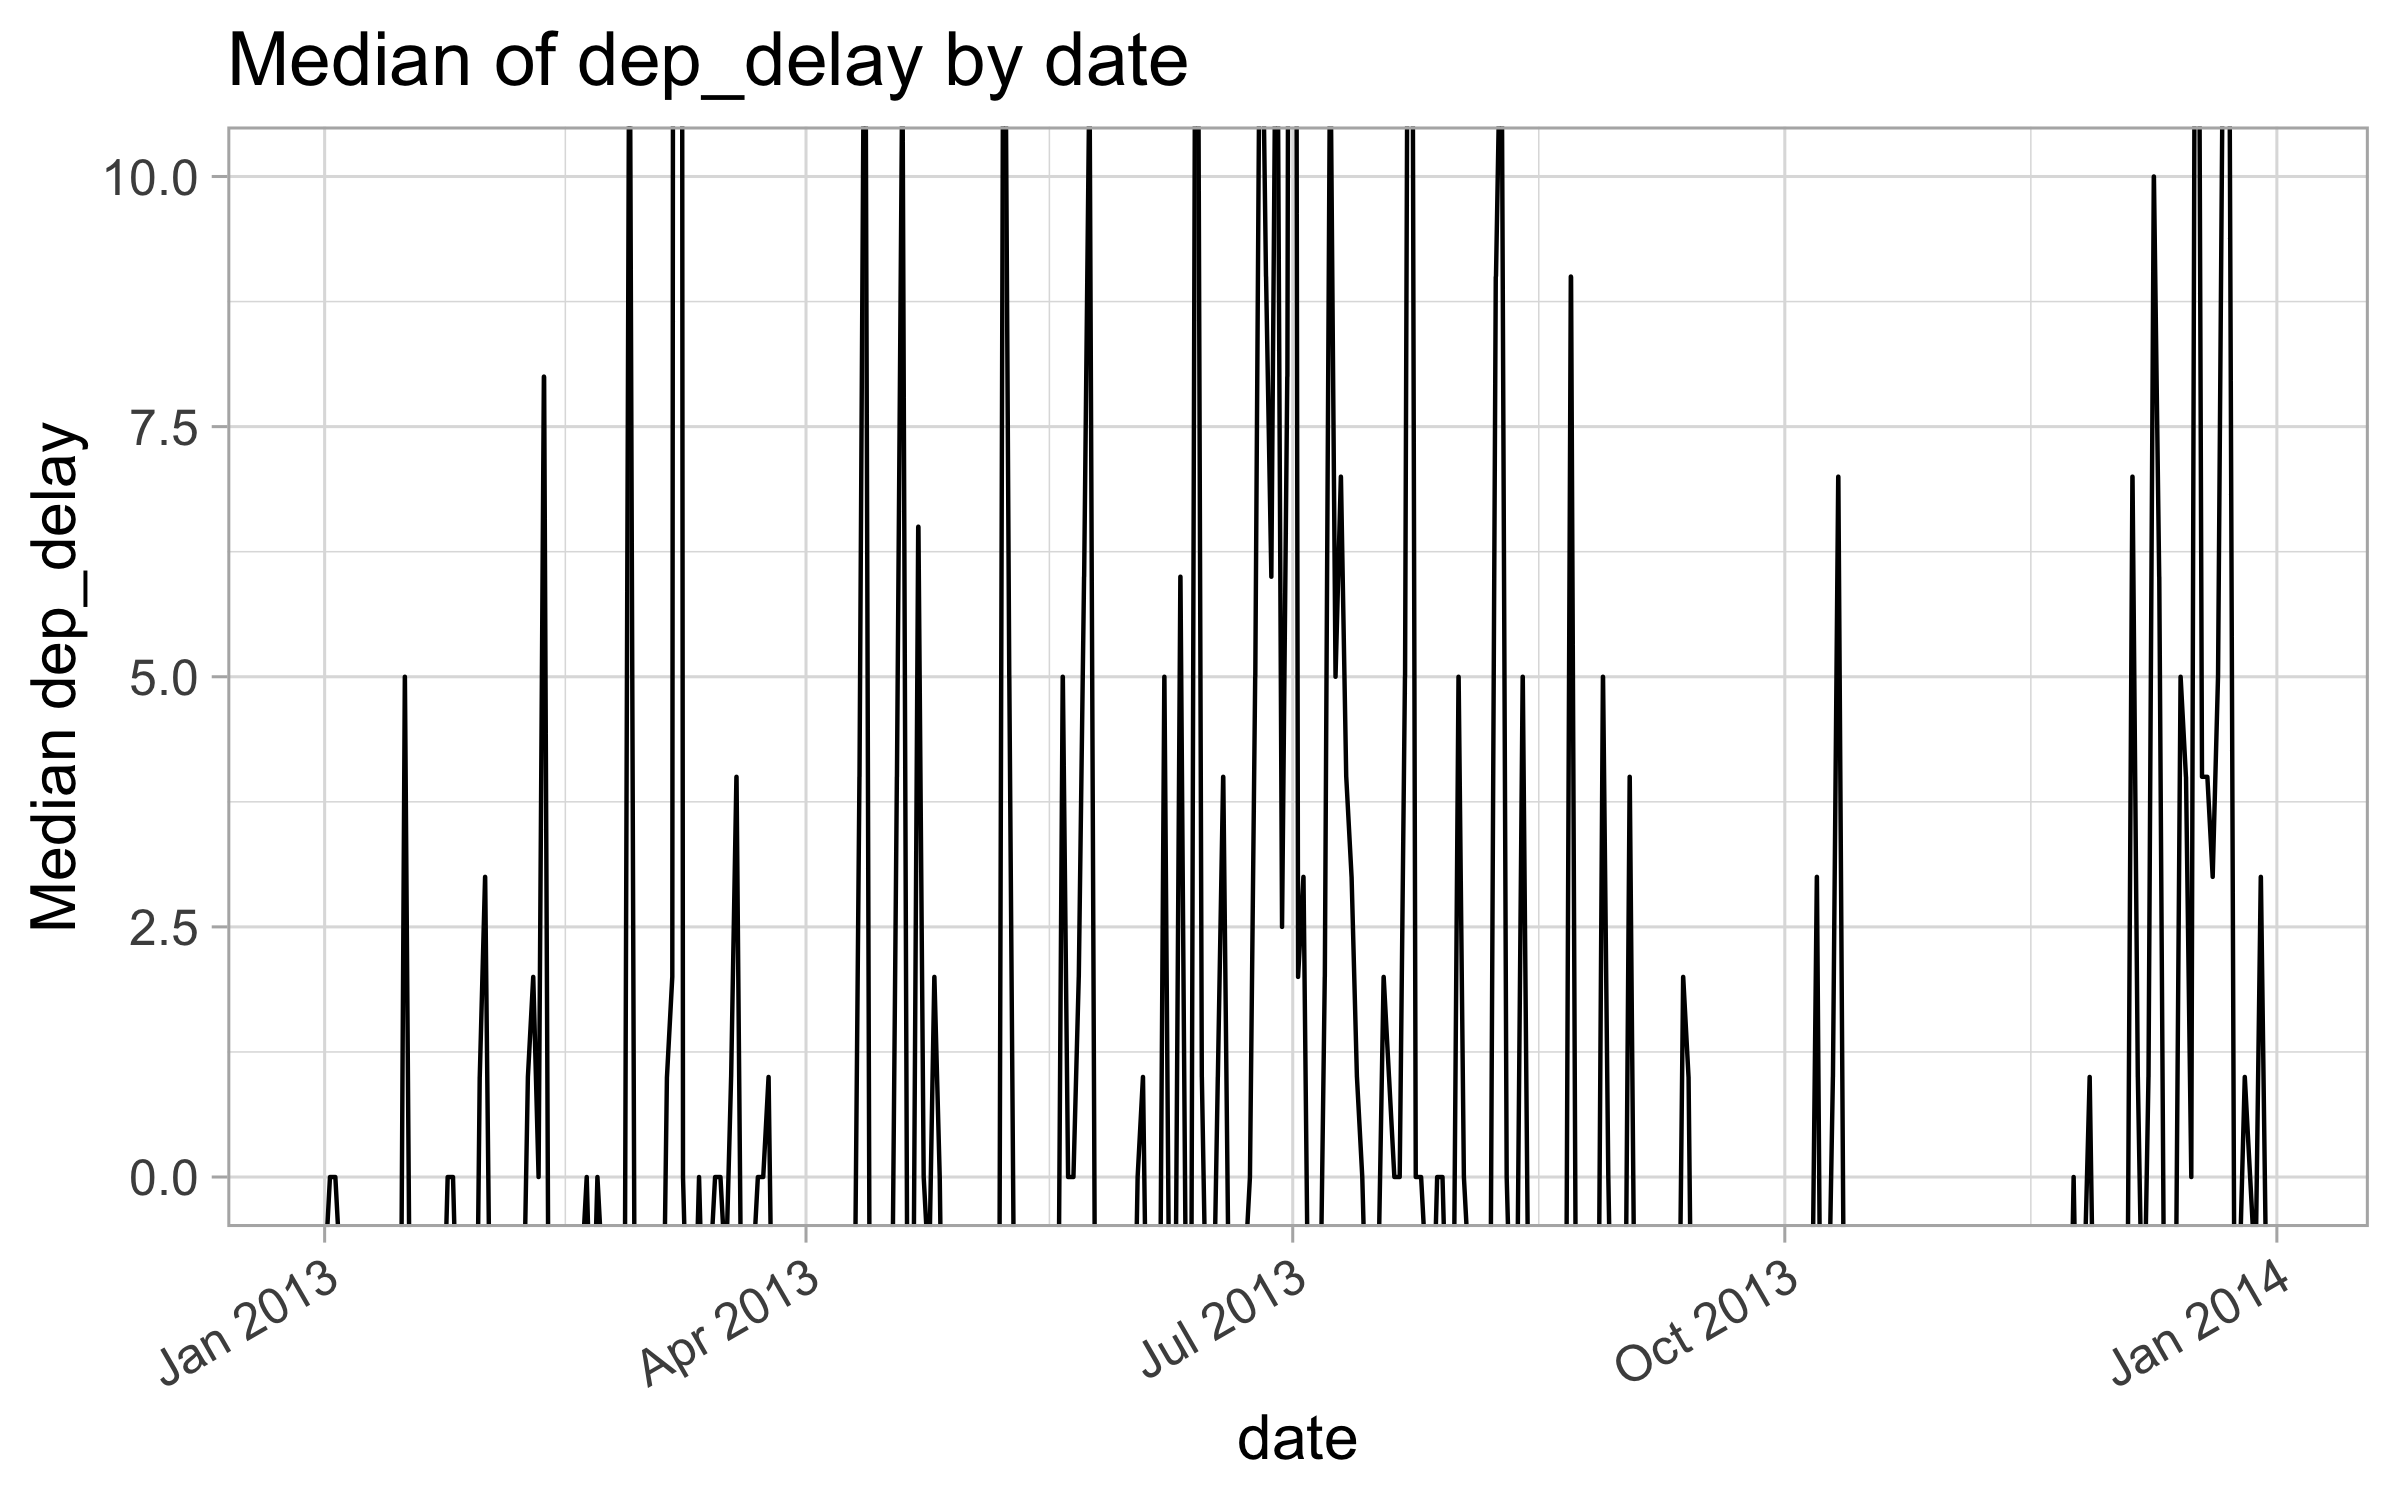 Median of dep_delay by date
Median dep_delay
10.0
7.5
5.0
2.5
0.0
Jan 2013
Apr 2013
Jul 2013
Oct 2013
Jan 2014
date